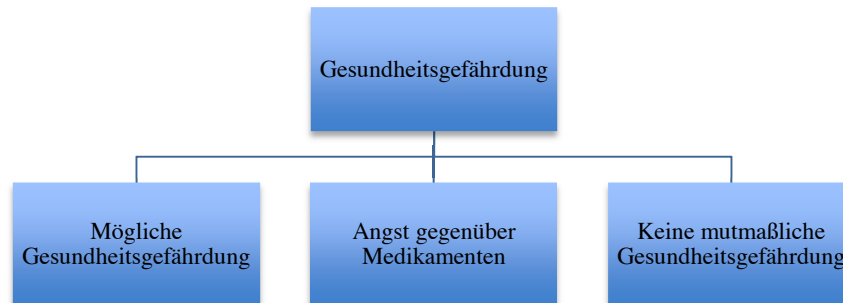 Gesundheitsgefährdung
Mögliche
Gesundheitsgefährdung
Angst gegenüber
Medikamenten
Keine mutmaßliche
Gesundheitsgefährdung